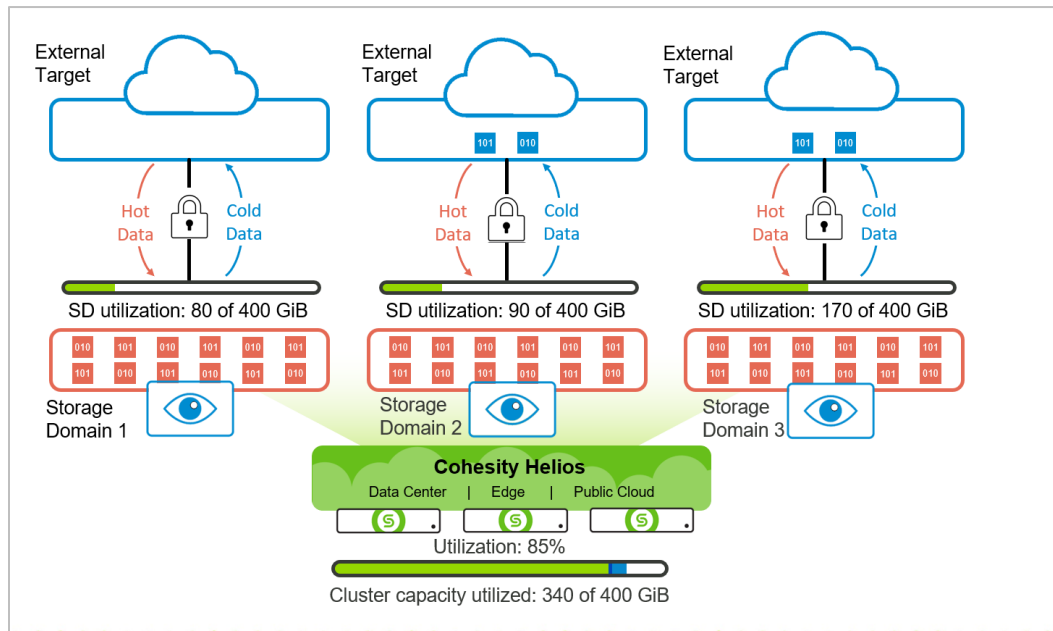 External
Target
External
Target
External
Target
101 010
101 010
Hot
Data
Cold
Data
Hot
Data
Cold
Data
Hot
Data
Cold
Data
SD utilization: 80 of 400 GiB
SD utilization: 90 of 400 GiB
SD utilization: 170 of 400 GiB
010 101 010 101 010 101
101 010 101 010 101 010
010 101 010 101 010 101
101 010 101 010 101 010
010 101 010 101 010 101
101 010 101 010 101 010
Storage
Domain 1
Storage
Domain 2
Storage
Domain 3
Cohesity Helios
Data Center | Edge | Public Cloud
Utilization: 85%
Cluster capacity utilized: 340 of 400 GiB